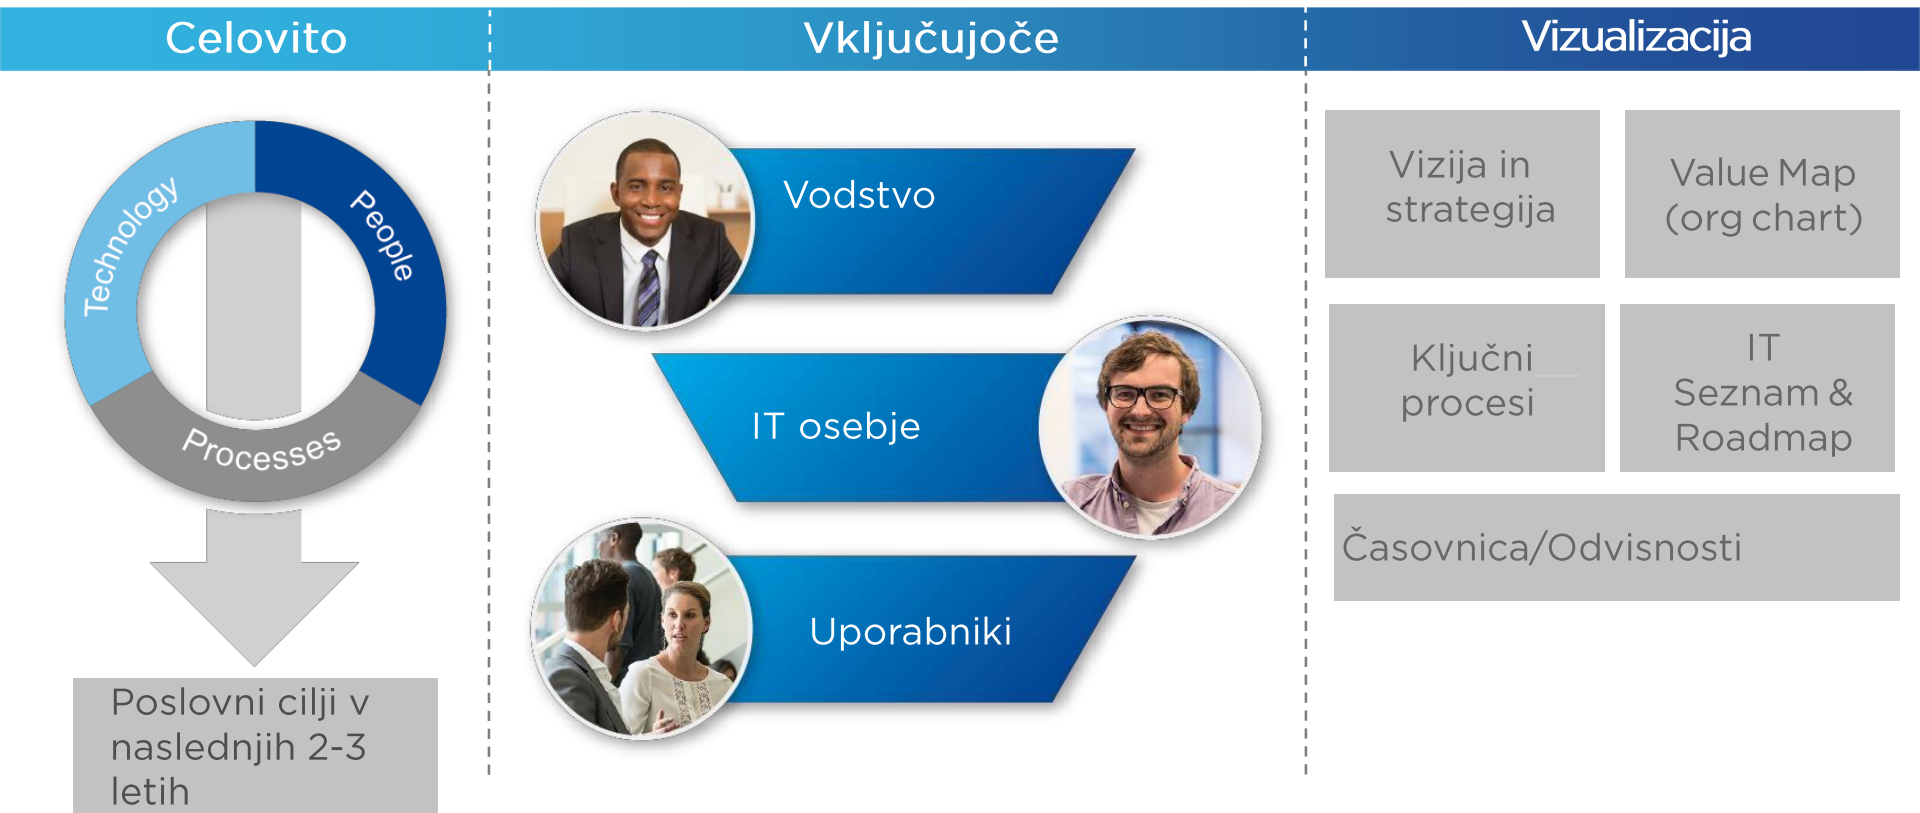 Celovito
Vključujoče
Vizualizacija
Technology
People
Processes
Poslovni cilji v
naslednjih 2-3
letih
Vodstvo
IT osebje
Uporabniki
Vizija in
strategija
Value Map
(org chart)
Ključni
procesi
IT
Seznam &
Roadmap
Časovnica/Odvisnosti